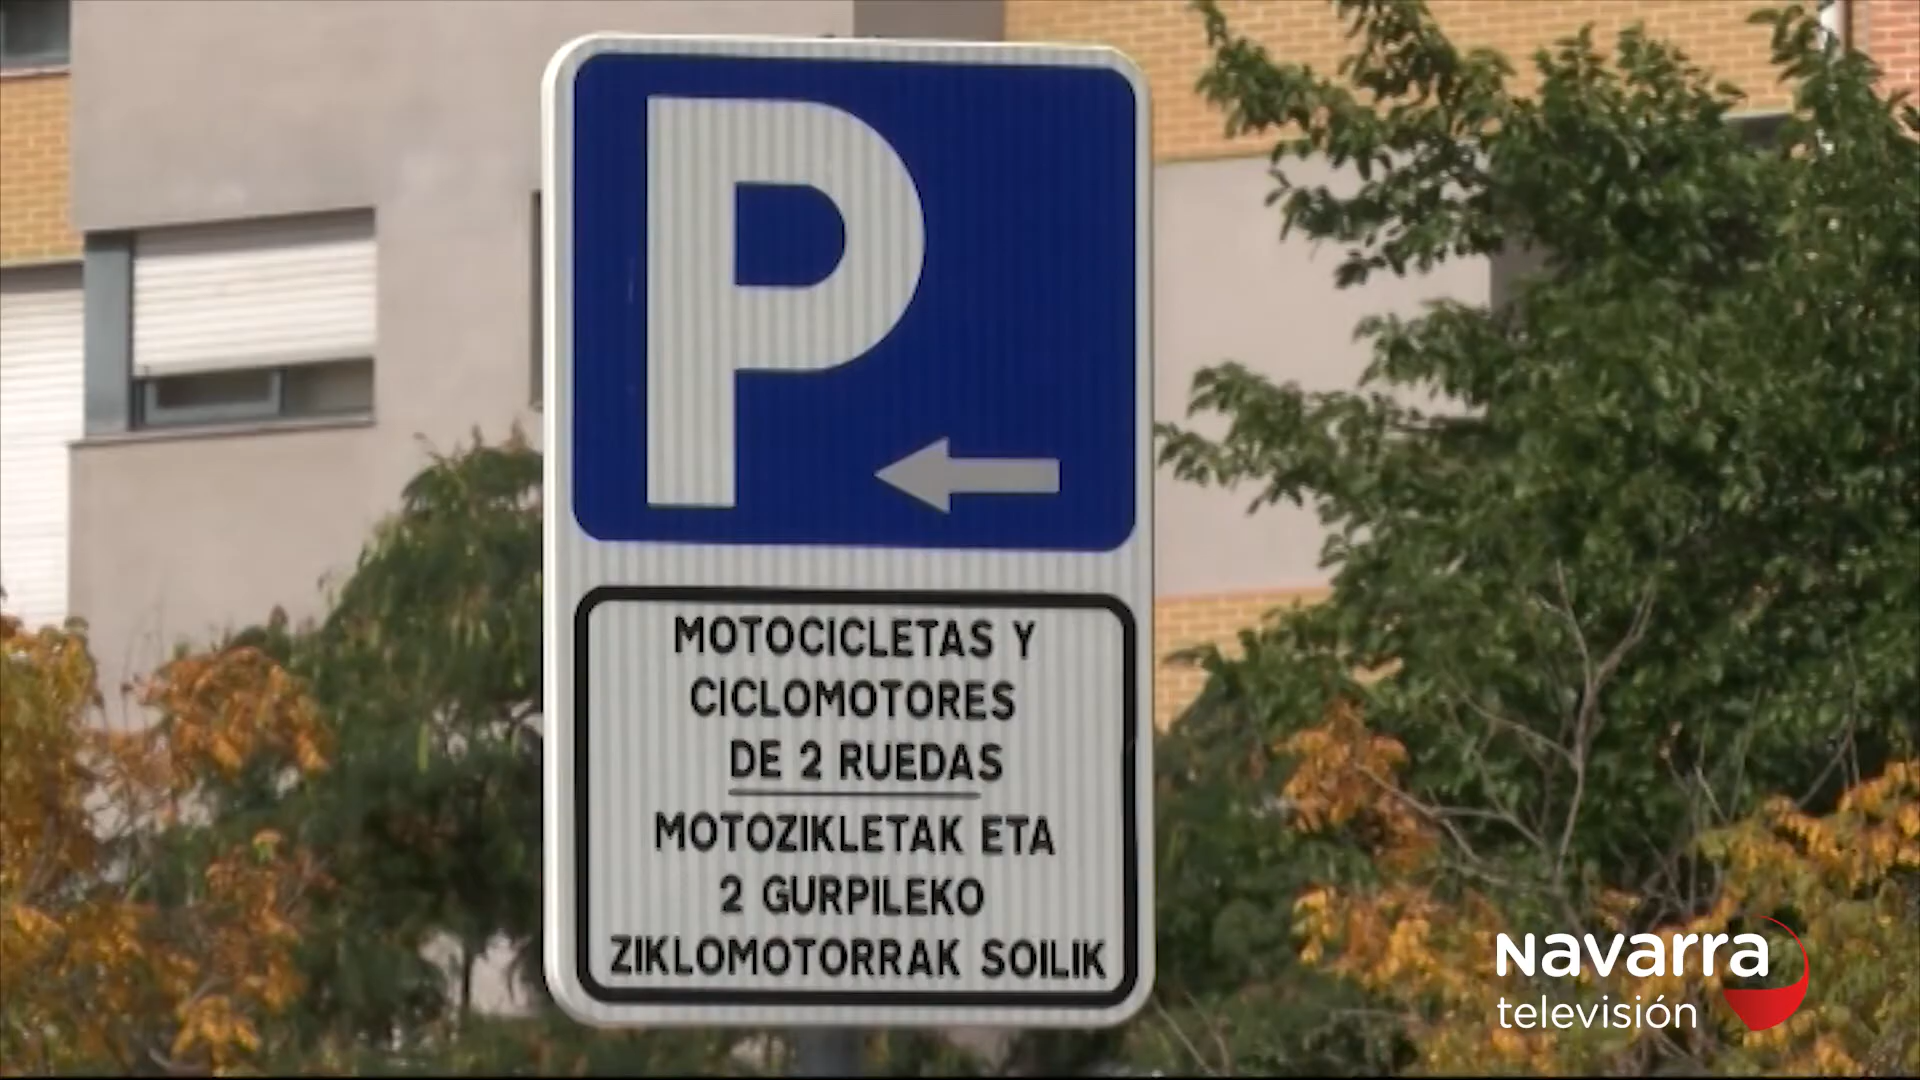 P
MOTOCICLETAS Y
CICLOMOTORES
DE 2 RUEDAS
MOTOZIKLETAK ETA
2 GURPILEKO
ZIKLOMOTORRAK SOILIK
Navarra
televisión